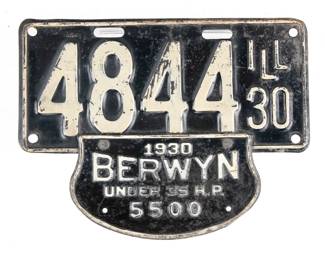 4844 ILL 30
1930
BERWYN
UNDER 35 H.P.
5500